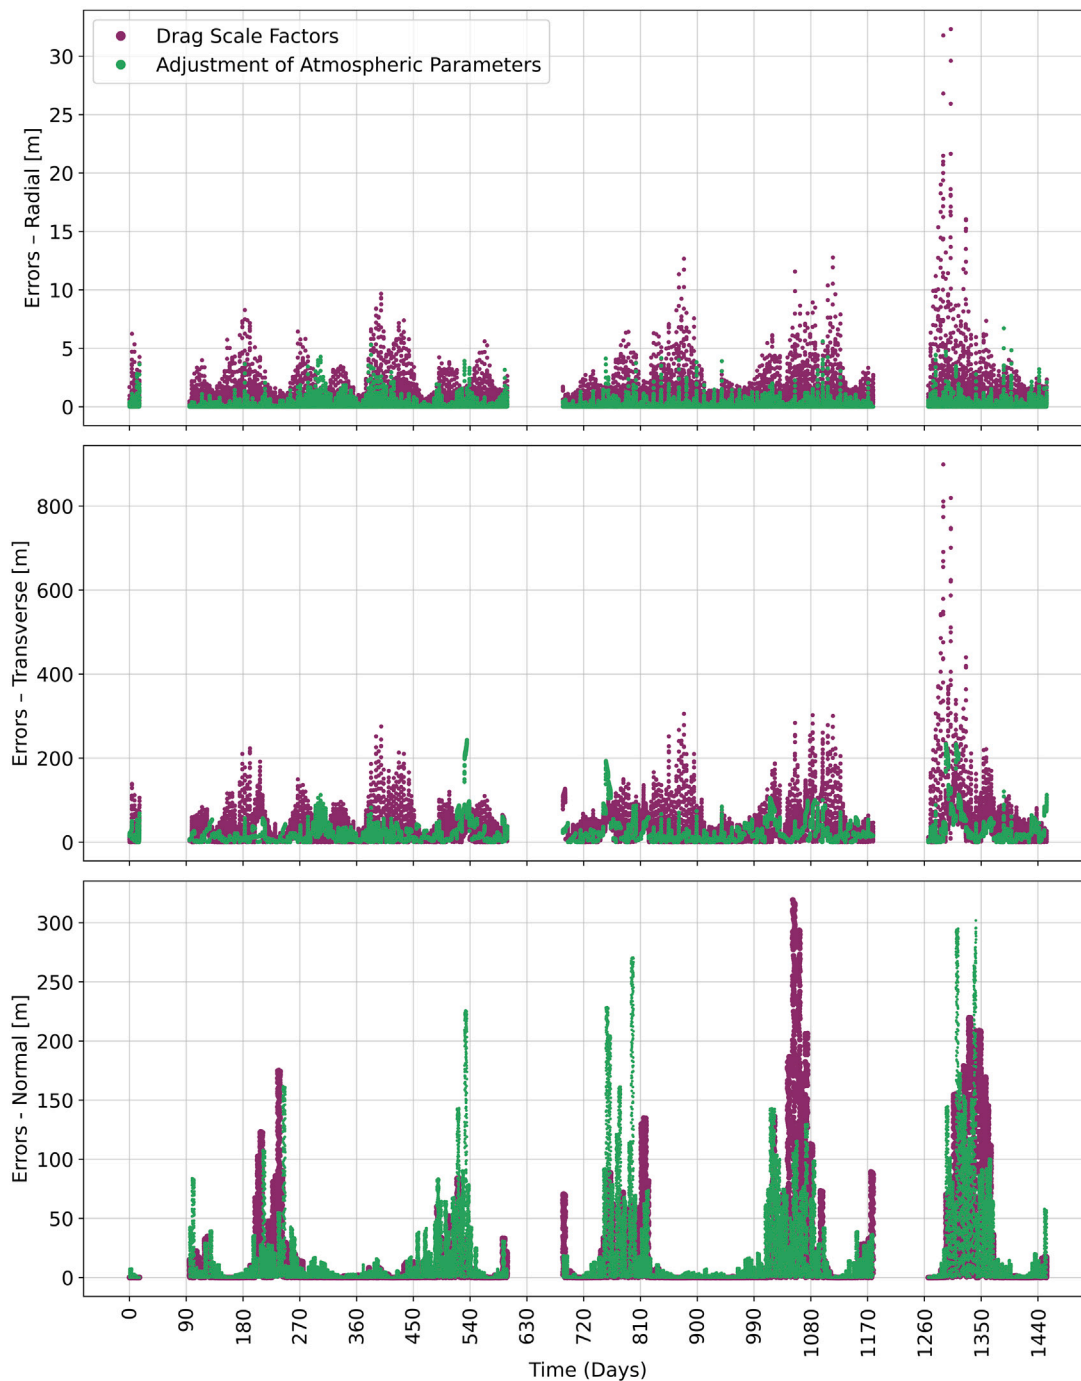 Drag Scale Factors
Adjustment of Atmospheric Parameters
Errors – Radial [m]
30
25
20
15
10
5
0
Errors – Transverse [m]
800
600
400
200
0
Errors - Normal [m]
300
250
200
150
100
50
0
0 90 180 270 360 450 540 630 720 810 900 990 1080 1170 1260 1350 1440
Time (Days)